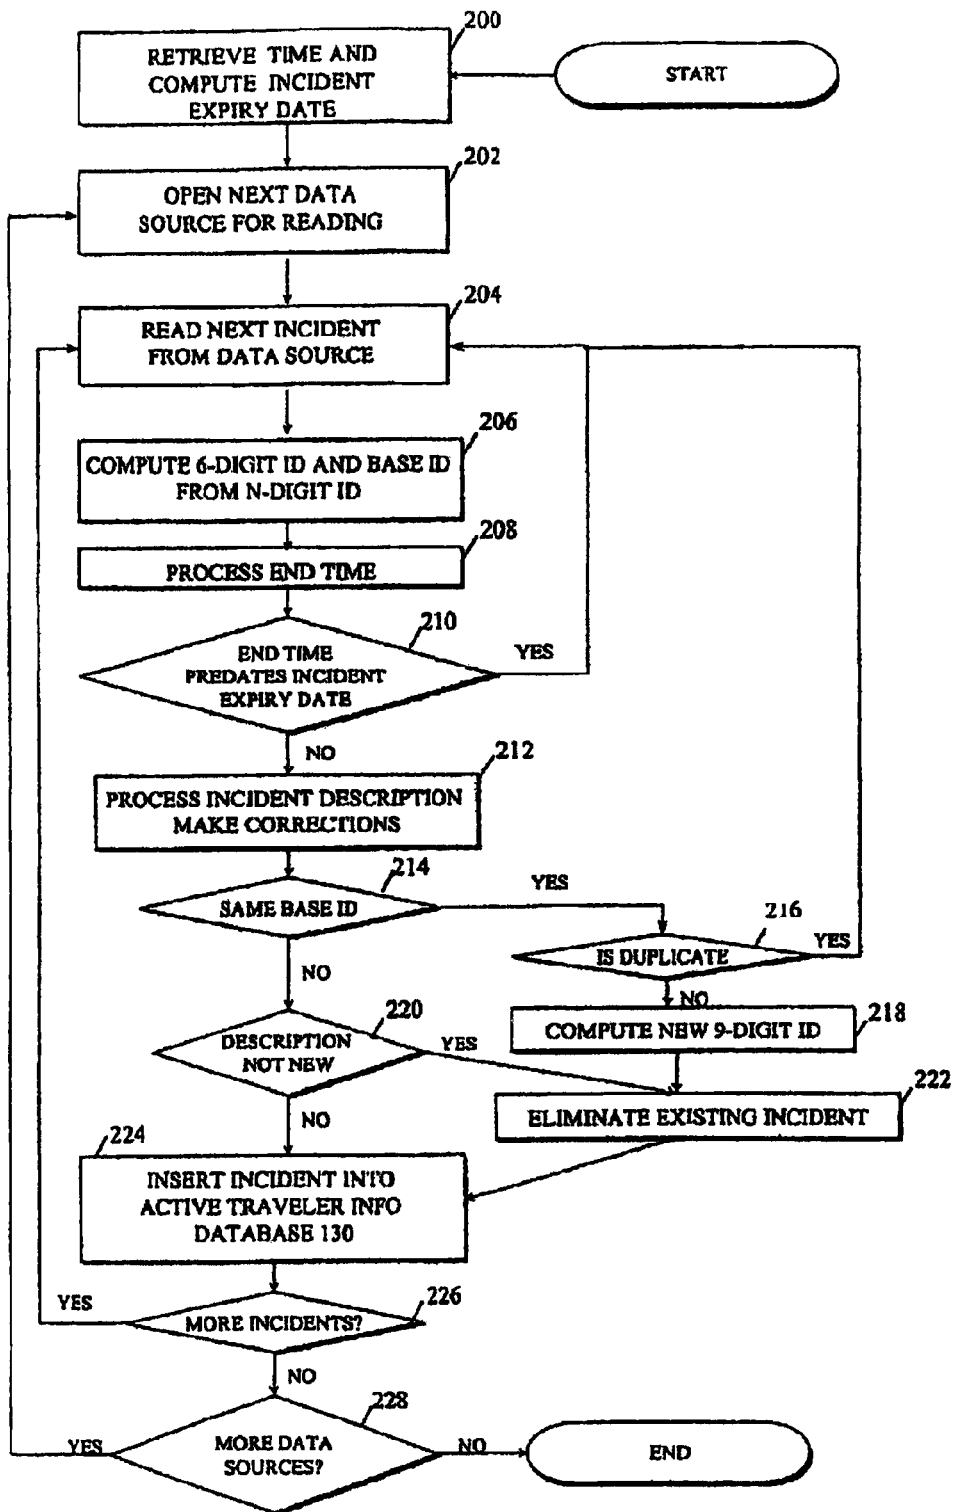 200
RETRIEVE TIME AND
COMPUTE INCIDENT
EXPIRY DATE
START
202
OPEN NEXT DATA
SOURCE FOR READING
204
READ NEXT INCIDENT
FROM DATA SOURCE
206
COMPUTE 6-DIGIT ID AND BASE ID
FROM N-DIGIT ID
208
PROCESS END TIME
210
END TIME
PREDATES INCIDENT
EXPIRY DATE
YES
NO
212
PROCESS INCIDENT DESCRIPTION
MAKE CORRECTIONS
214
SAME BASE ID
YES
216
IS DUPLICATE
YES
NO
NO
218
COMPUTE NEW 9-DIGIT ID
220
DESCRIPTION
NOT NEW
YES
222
ELIMINATE EXISTING INCIDENT
NO
224
INSERT INCIDENT INTO
ACTIVE TRAVELER INFO
DATABASE 130
226
MORE INCIDENTS?
YES
NO
228
MORE DATA
SOURCES?
YES
NO
END